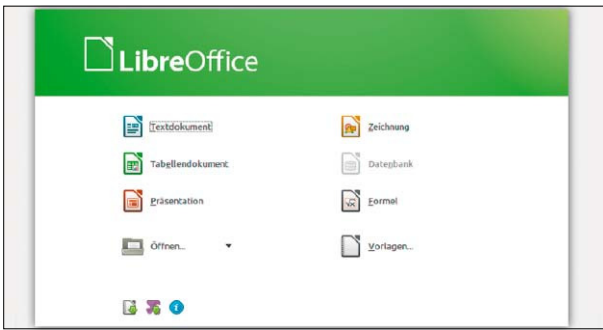 LibreOffice
Textdokument
Zeichnung
Tabellendokument
Datenbank
Präsentation
Formel
Öffnen...
Vorlagen...